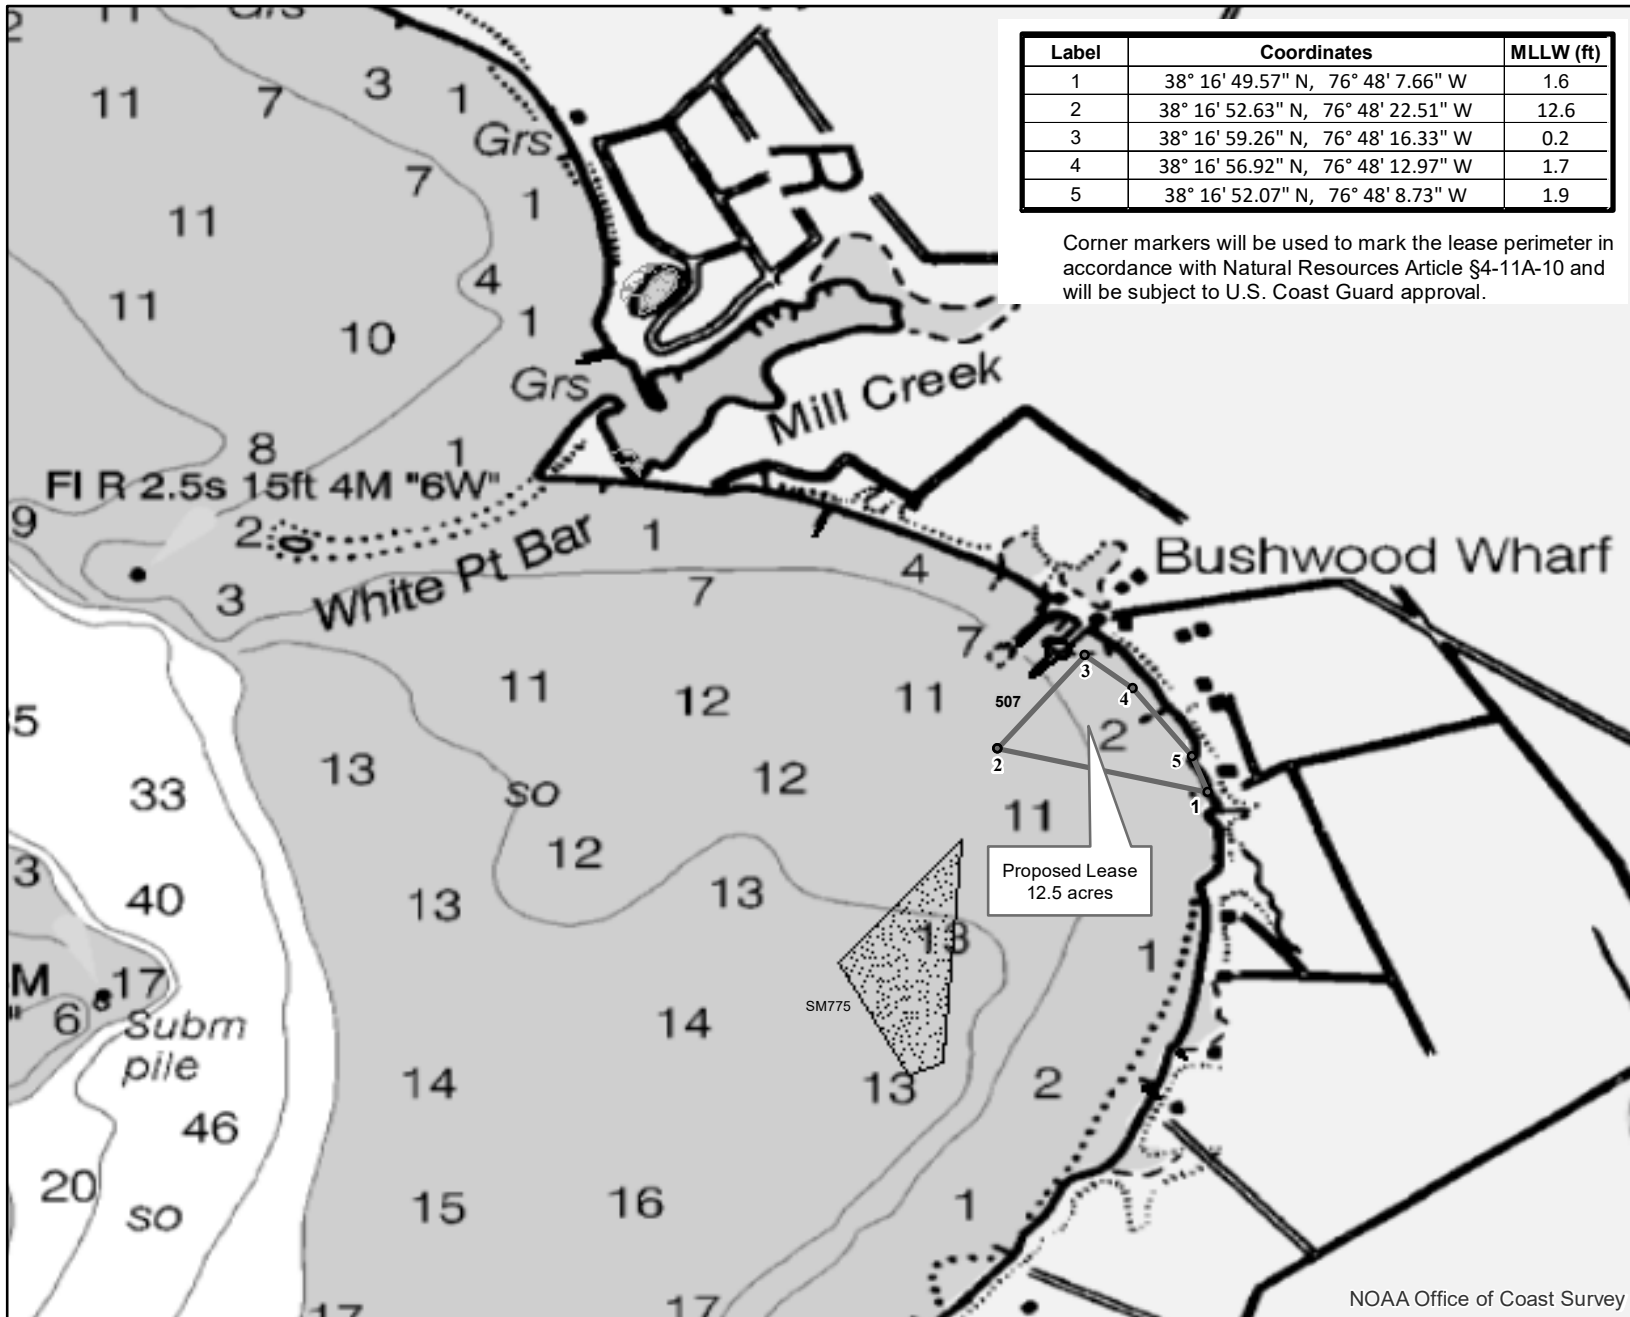 Label Coordinates MLLW (ft)
1 38° 16' 49.57" N, 76° 48' 7.66" W 1.6
2 38° 16' 52.63" N, 76° 48' 22.51" W 12.6
3 38° 16' 59.26" N, 76° 48' 16.33" W 0.2
4 38° 16' 56.92" N, 76° 48' 12.97" W 1.7
5 38° 16' 52.07" N, 76° 48' 8.73" W 1.9
Corner markers will be used to mark the lease perimeter in
accordance with Natural Resources Article §4-11A-10 and
will be subject to U.S. Coast Guard approval.
11 7 3 1
Grs
7
11 1
4
11 1
10
Grs
Mill Creek
8 1
Fl R 2.5s 15ft 4M "6W"
9 2
1
White Pt Bar
Bushwood Wharf
3 7 4
7
3
4
11 12 11
507
2
2
5
1
13
so
12
33
11
12
Proposed Lease
12.5 acres
3
40
13 13
13
1
M
17
6
SM775
Subm
pile
14
14
13
2
46
20
so
15 16 1
17 17
NOAA Office of Coast Survey